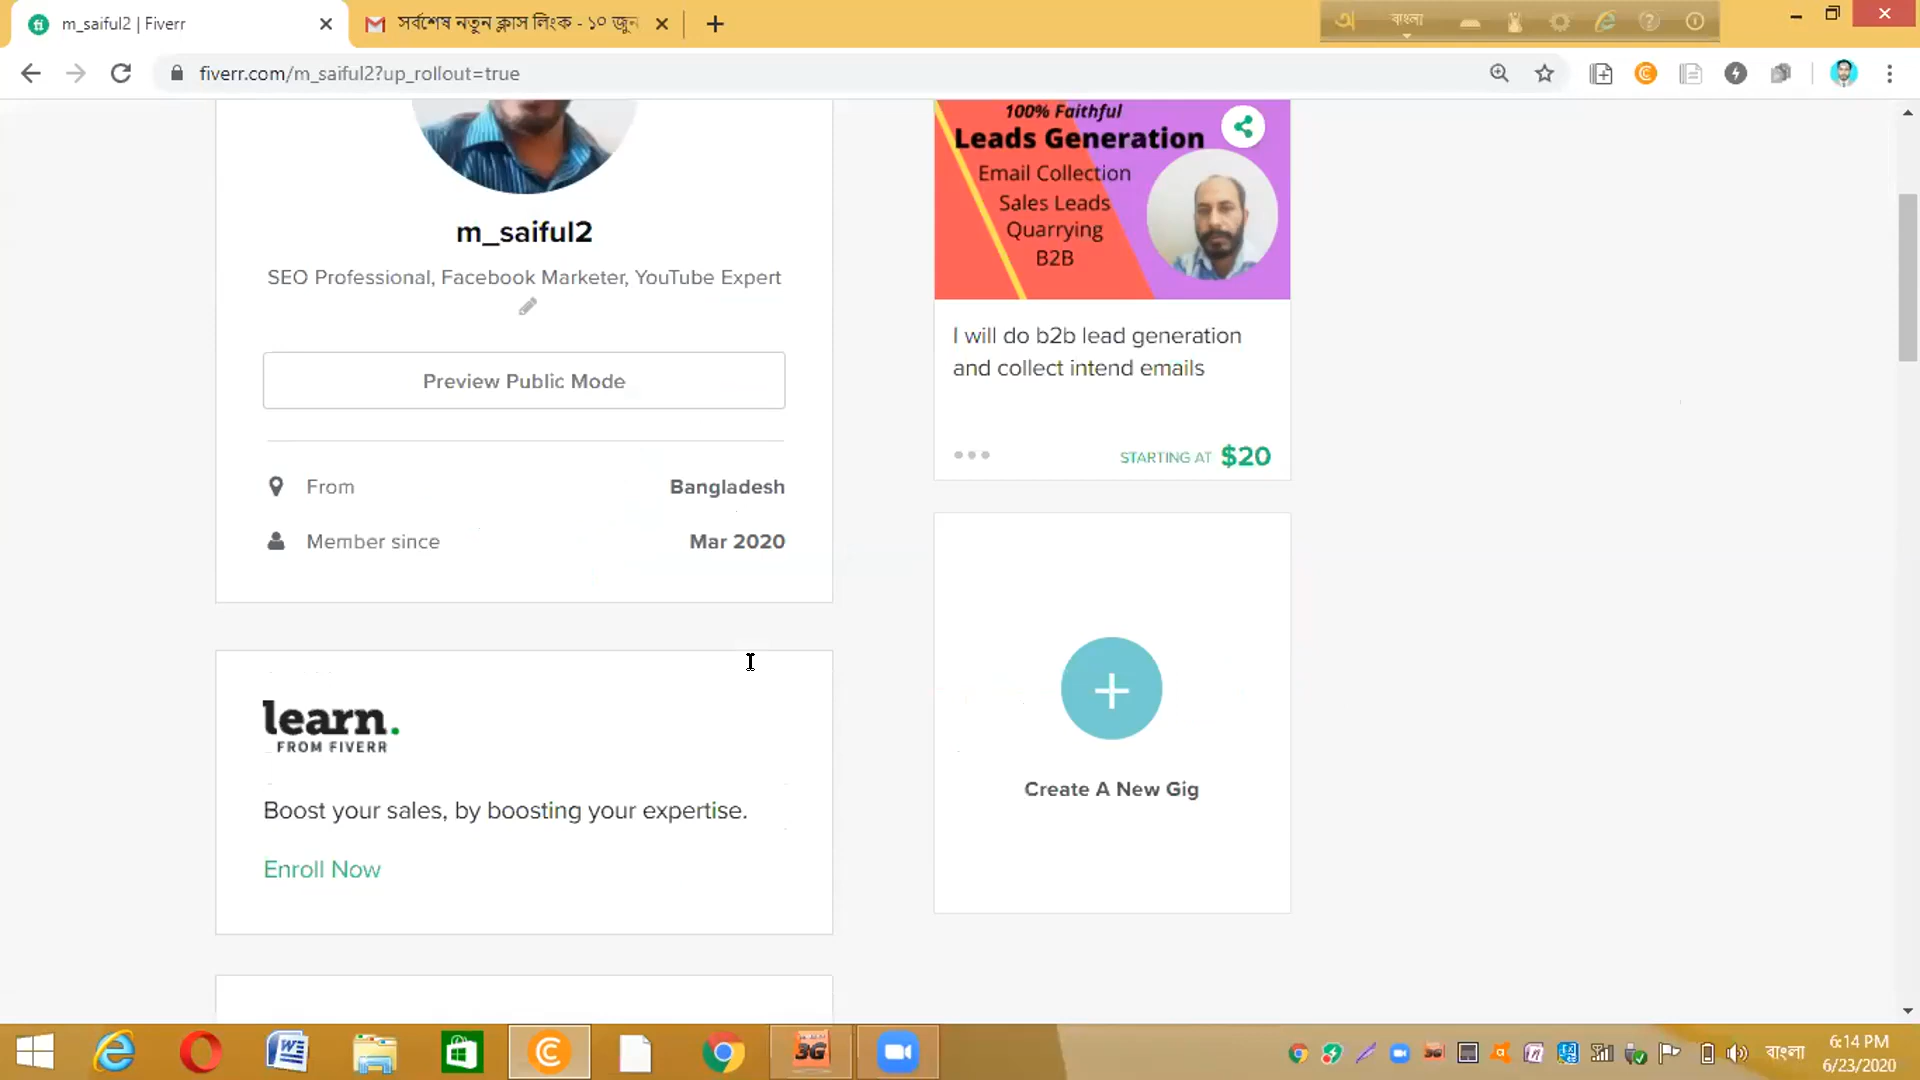 m_saiful2 | Fiverr
সর্বশেষ নতুন ক্লাস লিংক - ১০ জুন
বাংলা
fiverr.com/m_saiful2?up_rollout=true
m_saiful2
SEO Professional, Facebook Marketer, YouTube Expert
Preview Public Mode
From Bangladesh
Member since Mar 2020
learn.
FROM FIVERR
Boost your sales, by boosting your expertise.
Enroll Now
100% Faithful
Leads Generation
Email Collection
Sales Leads
Quarrying
B2B
I will do b2b lead generation
and collect intend emails
STARTING AT $20
Create A New Gig
3G
বাংলা
6:14 PM
6/23/2020